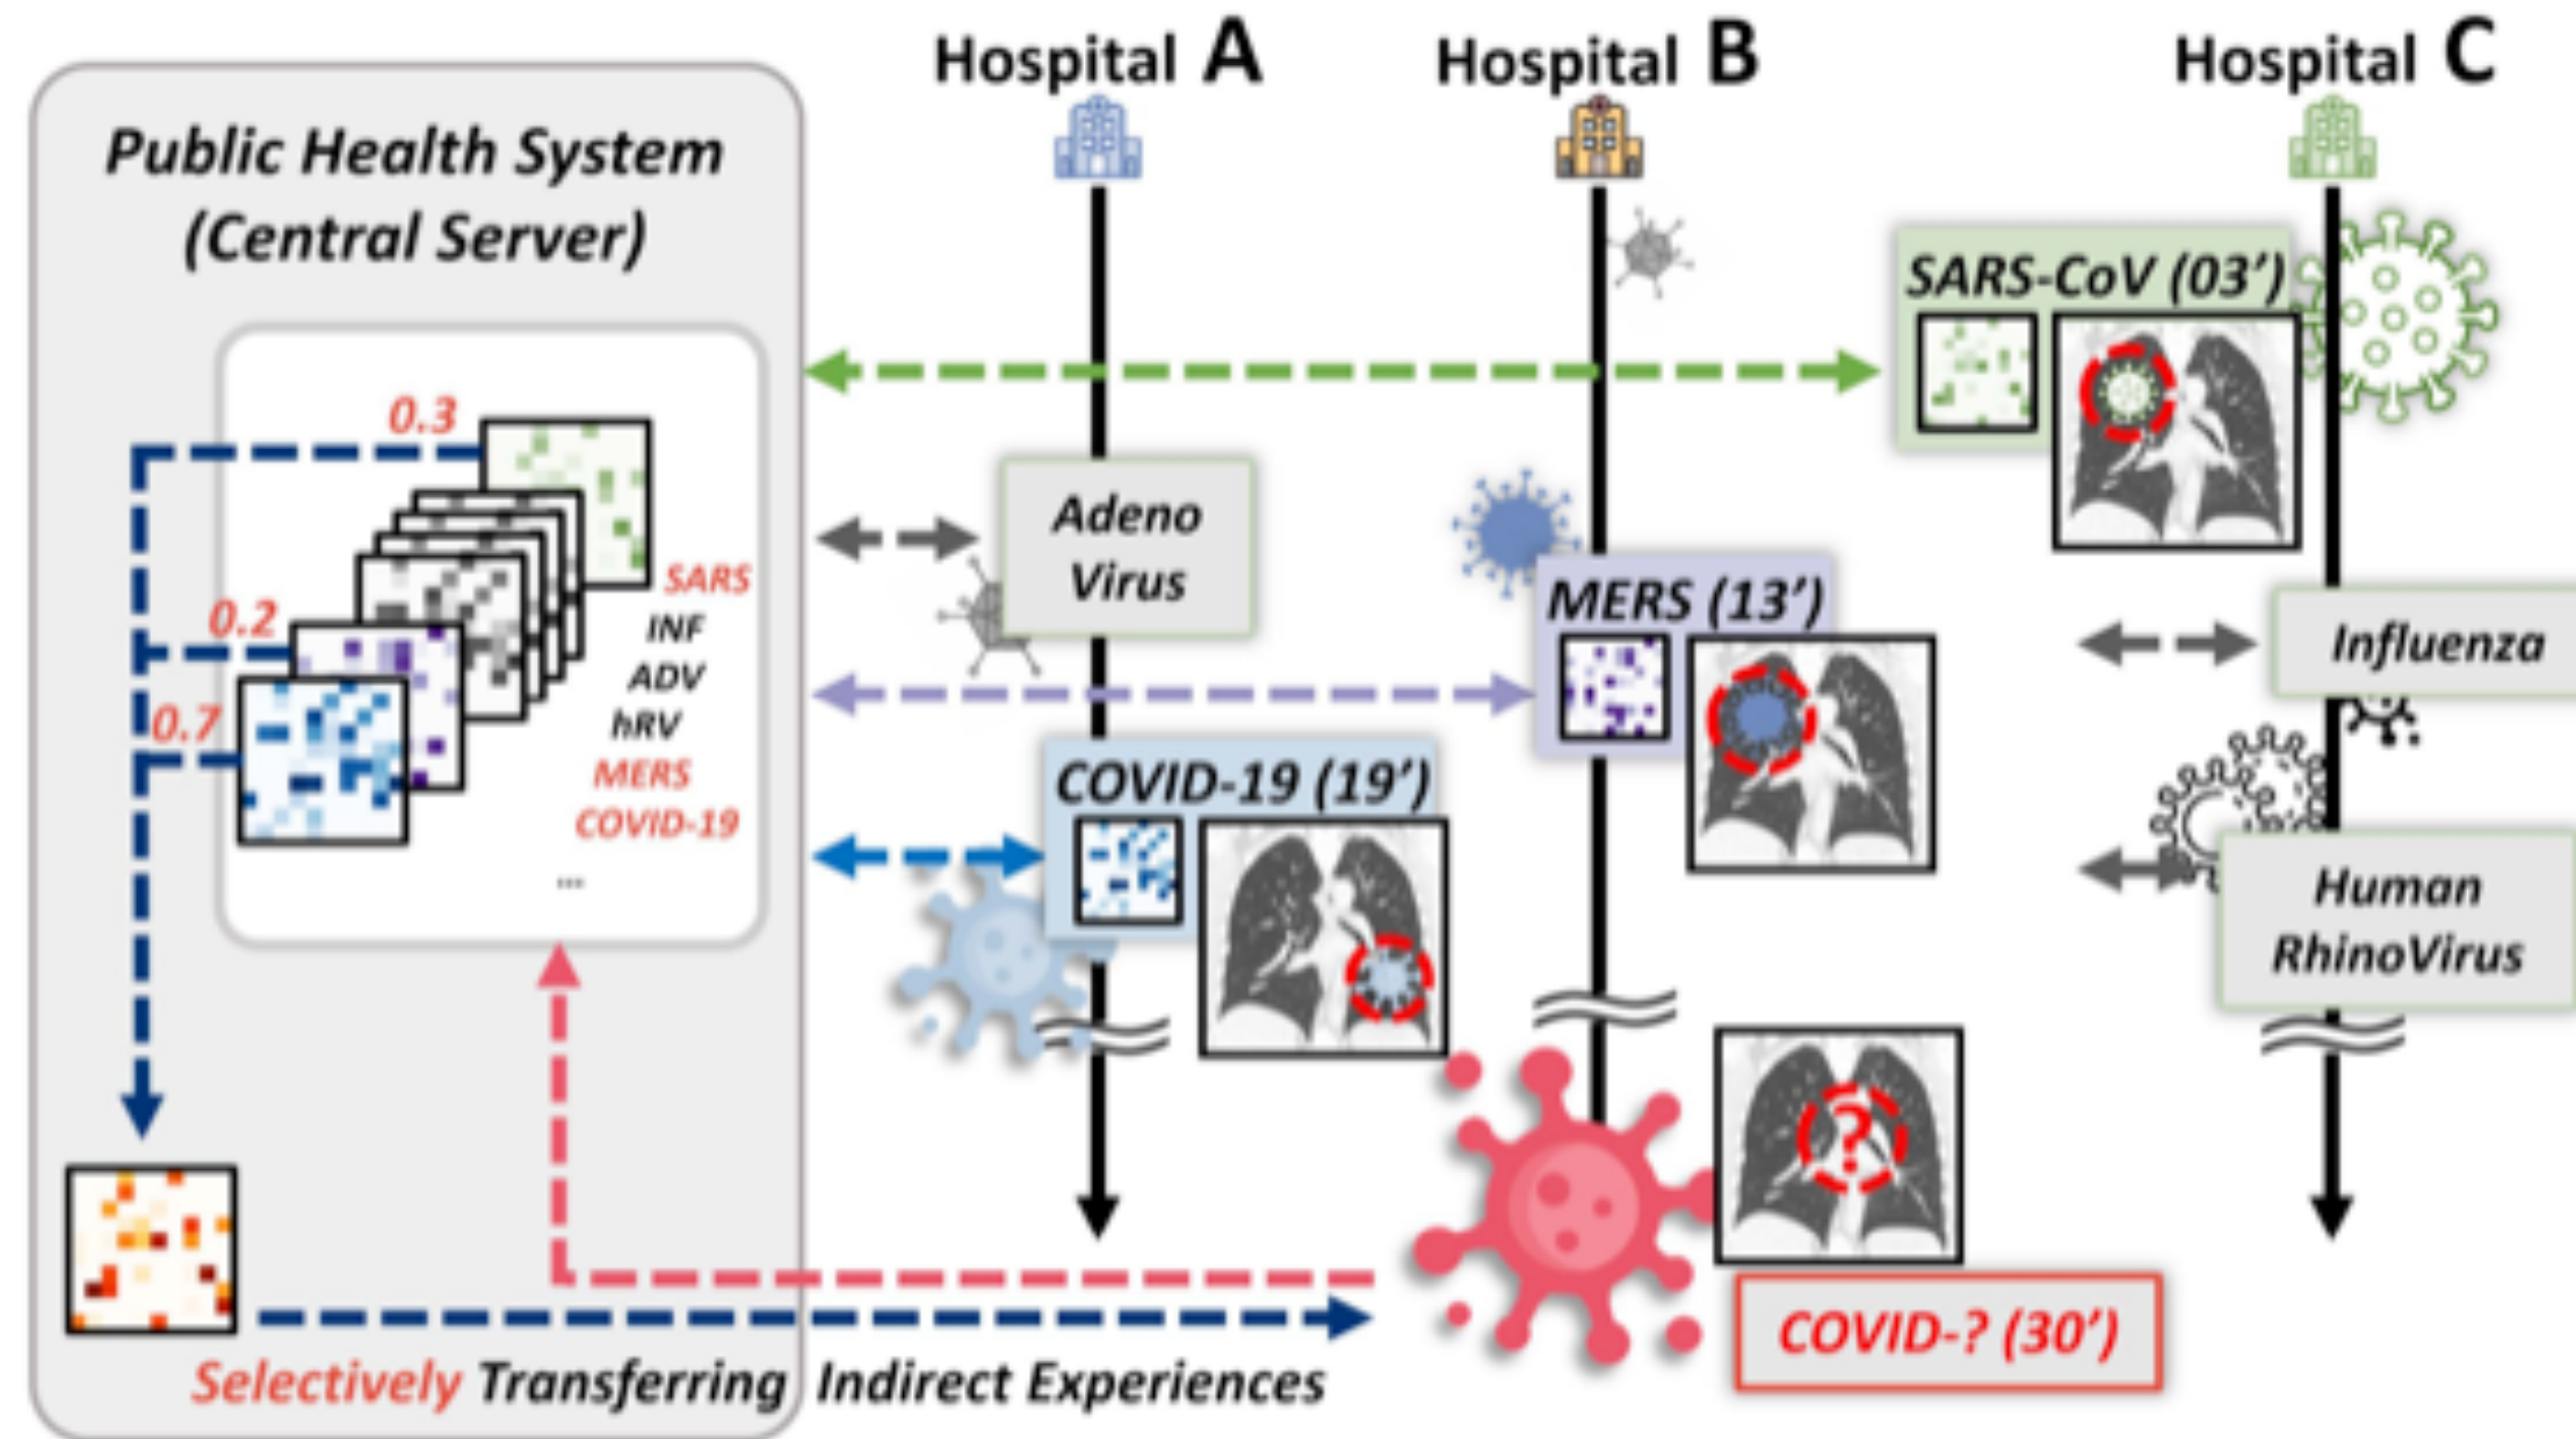 Hospital A
Hospital B
Hospital C
Public Health System
(Central Server)
SARS-CoV (03’)
0.3
Adeno
Virus
SARS
INF
ADV
hRV
MERS
COVID-19
...
0.2
0.7
MERS (13’)
Influenza
COVID-19 (19’)
Human
RhinoVirus
?
COVID-? (30’)
Selectively Transferring Indirect Experiences